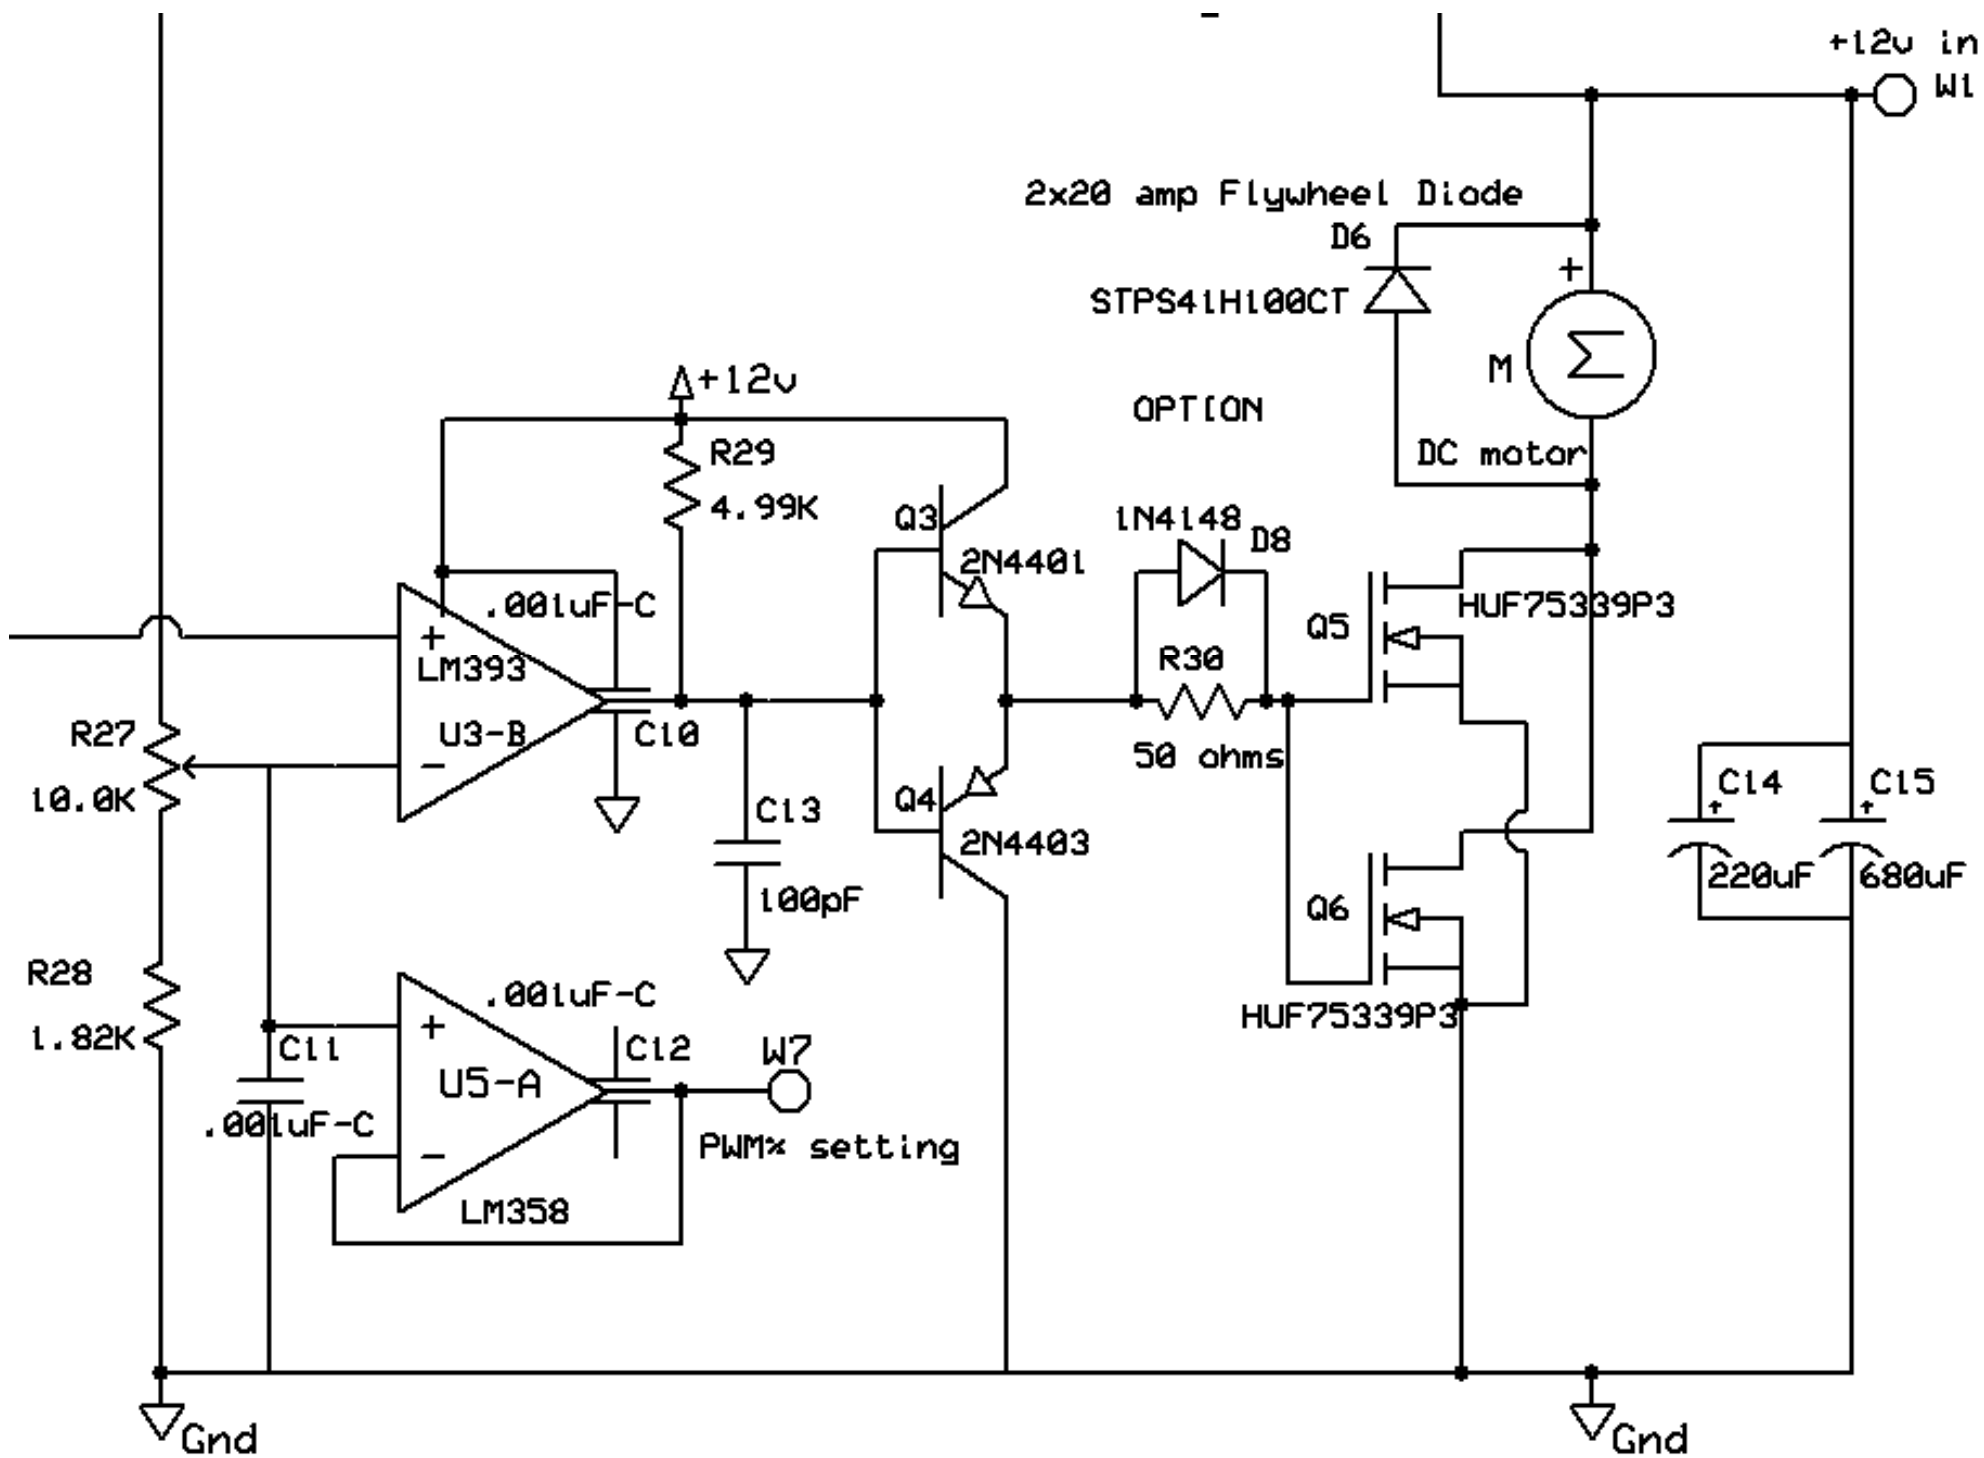 +12v in
W1
2x20 amp Flywheel Diode
D6
+
STPS41H100CT
M
+12v
OPTION
R29
DC motor
4.99K
Q3
1N4148
D8
2N4401
.001uF-C
HUF75339P3
+
Q5
LM393
R30
R27
U3-B
C10
50 ohms
-
10.0K
Q4
C13
C14
C15
+
+
2N4403
220uF
680uF
100pF
Q6
R28
.001uF-C
HUF75339P3
+
1.82K
C11
C12
W7
U5-A
.001uF-C
-
PWM% setting
LM358
Gnd
Gnd